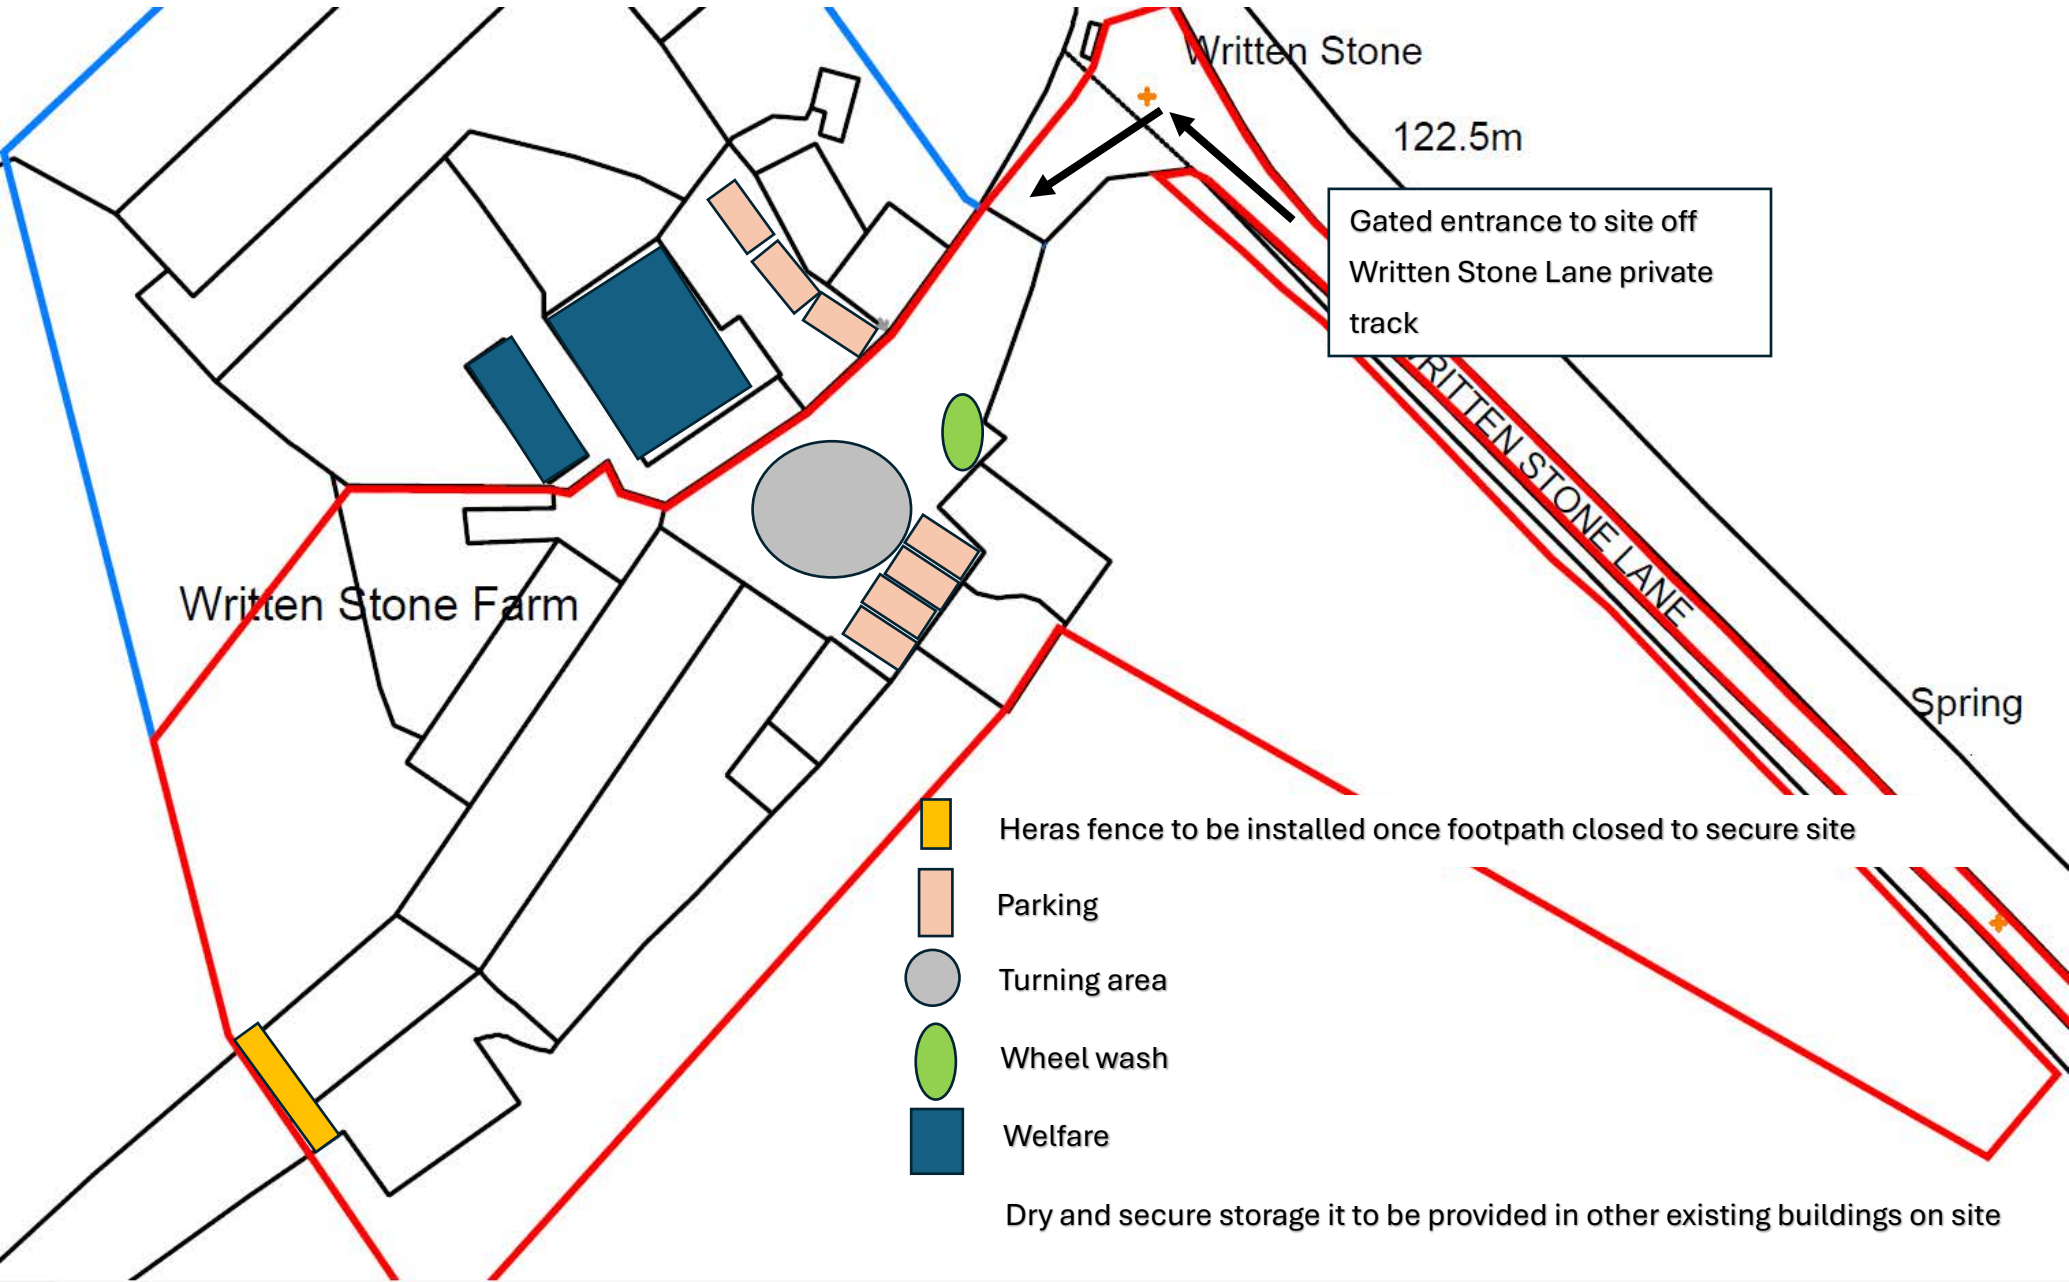 Written Stone
122.5m
Gated entrance to site off
Written Stone Lane private
track
RITTEN STONE LANE
Written Stone Farm
Spring
Heras fence to be installed once footpath closed to secure site
Parking
Turning area
Wheel wash
Welfare
Dry and secure storage it to be provided in other existing buildings on site